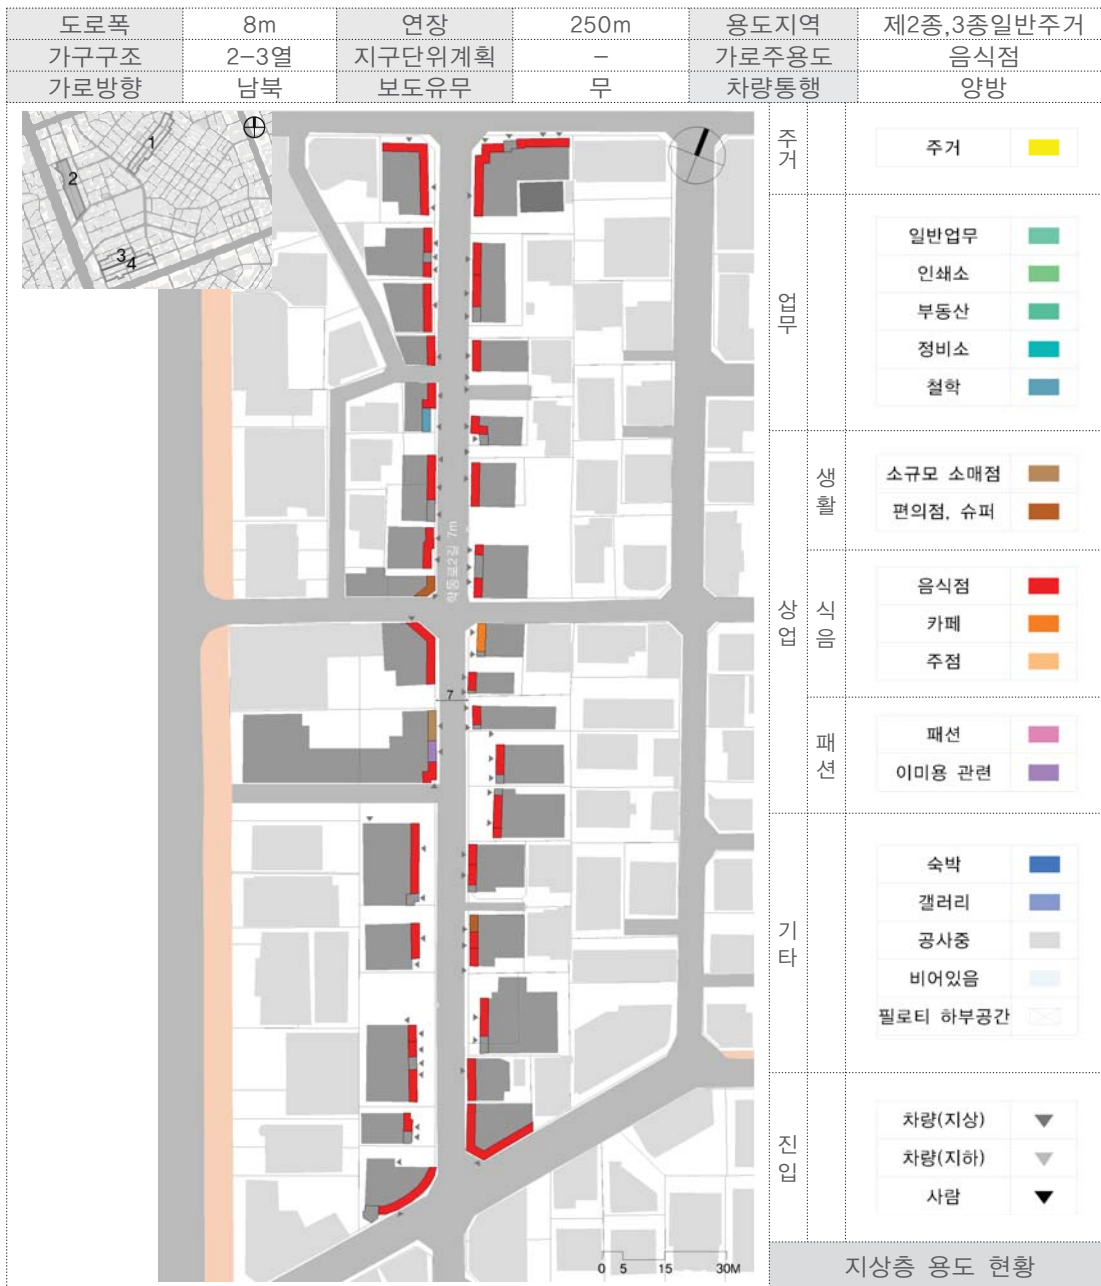 도로폭 8m 연장 250m 용도지역 제2종,3종일반주거
가구구조 2-3열 지구단위계획 - 가로주용도 음식점
가로방향 남북 보도유무 무 차량통행 양방
1
2
34
학동로2길 7m
7
0 5 15 30M
주거
주거
업무
일반업무
인쇄소
부동산
정비소
철학
상업
생활
소규모 소매점
편의점, 슈퍼
식음
음식점
카페
주점
패션
패션
이미용 관련
기타
숙박
갤러리
공사중
비어있음
필로티 하부공간
진입
차량(지상)
차량(지하)
사람
지상층 용도 현황